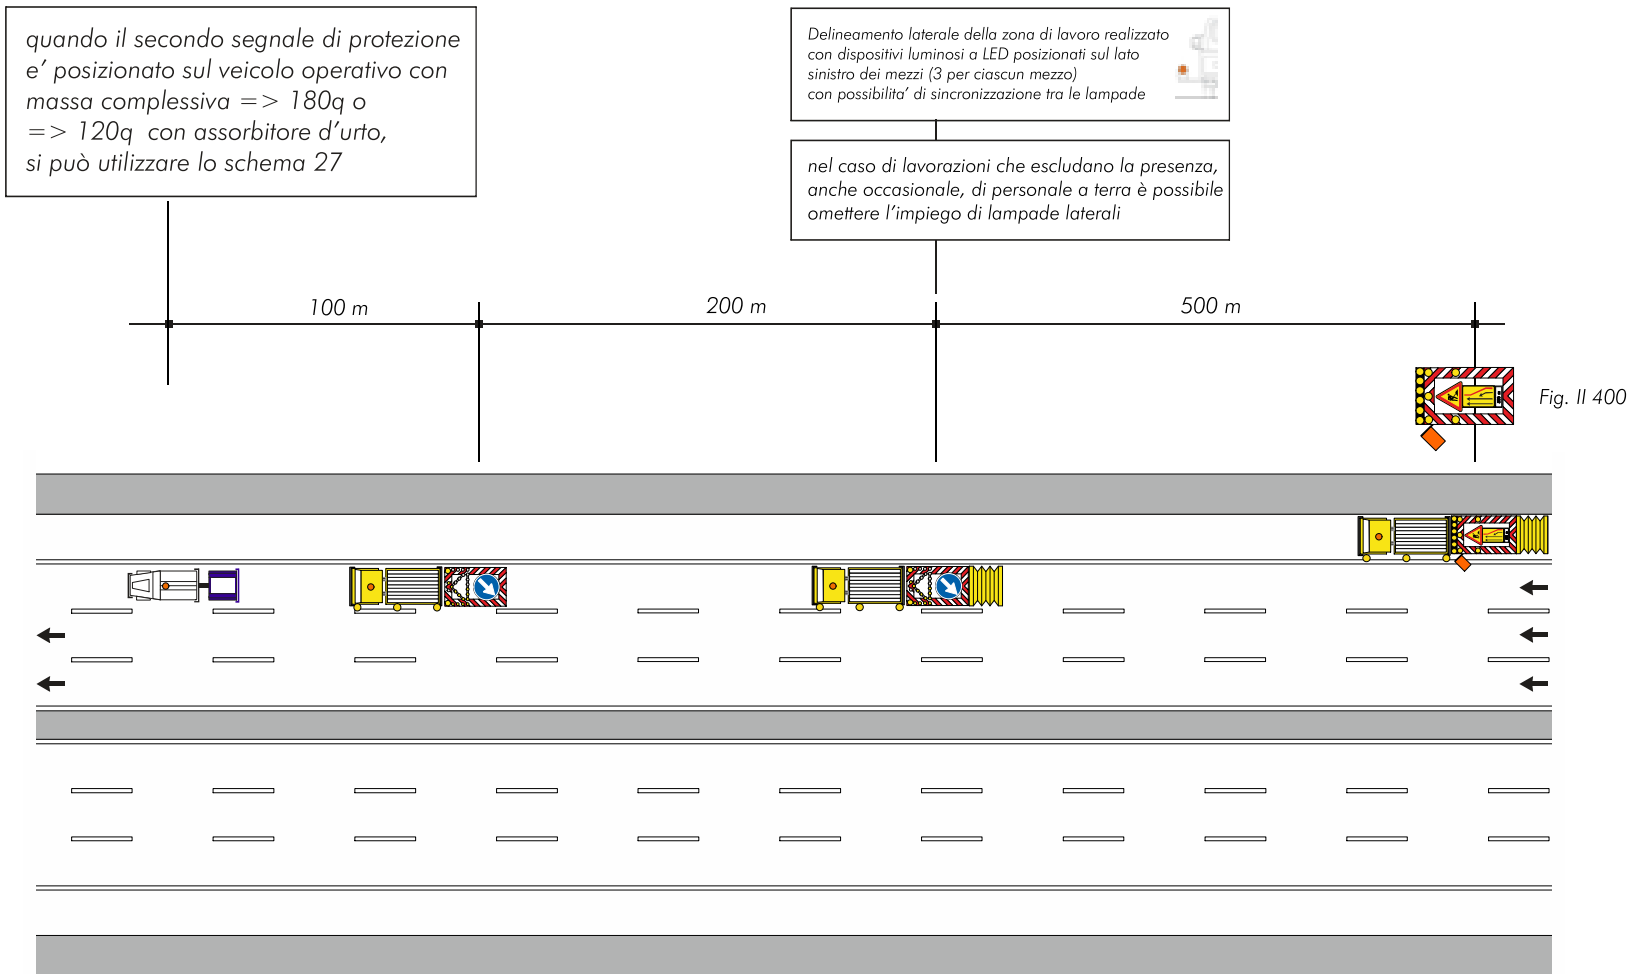 quando il secondo segnale di protezione
e' posizionato sul veicolo operativo con
massa complessiva => 180q o
=> 120q con assorbitore d'urto,
si può utilizzare lo schema 27
Delineamento laterale della zona di lavoro realizzato
con dispositivi luminosi a LED posizionati sul lato
sinistro dei mezzi (3 per ciascun mezzo)
con possibilita' di sincronizzazione tra le lampade
nel caso di lavorazioni che escludano la presenza,
anche occasionale, di personale a terra è possibile
omettere l'impiego di lampade laterali
100 m
200 m
500 m
Fig. II 400